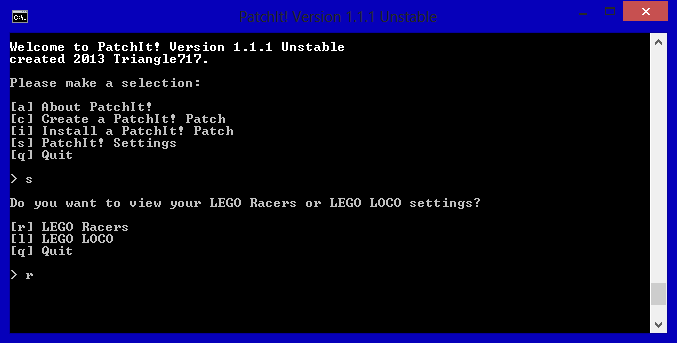 PatchIt! Version 1.1.1 Unstable
Welcome to PatchIt! Version 1.1.1 Unstable
created 2013 Triangle717.
Please make a selection:
[a] About PatchIt!
[c] Create a PatchIt! Patch
[i] Install a PatchIt! Patch
[s] PatchIt! Settings
[q] Quit
> s
Do you want to view your LEGO Racers or LEGO LOCO settings?
[r] LEGO Racers
[l] LEGO LOCO
[q] Quit
> r